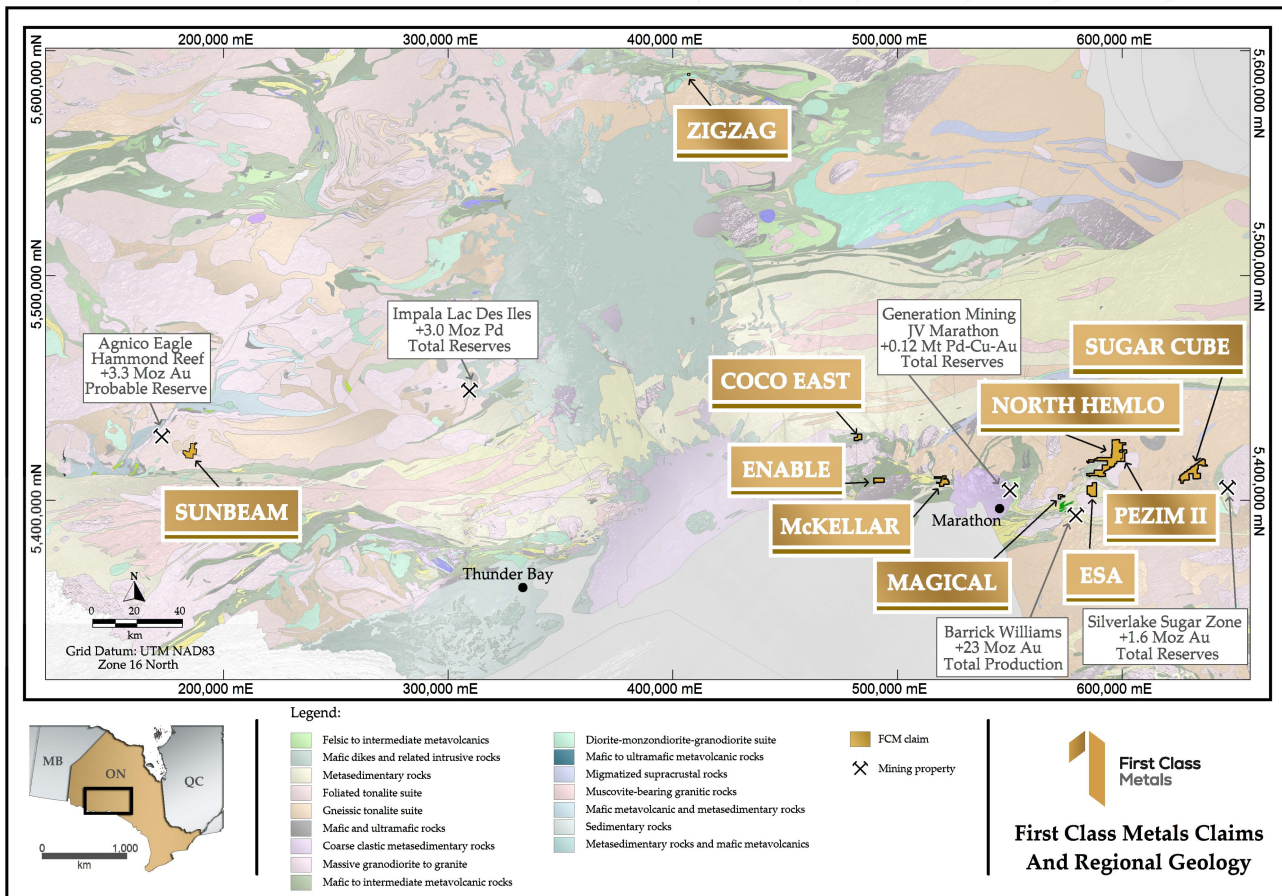 200,000 mE
300,000 mE
400,000 mE
500,000 mE
600,000 mE
5,600,000 mN
5,600,000 mN
ZIGZAG
5,500,000 mN
5,500,000 mN
Impala Lac Des Iles
+3.0 Moz Pd
Total Reserves
Generation Mining
JV Marathon
+0.12 Mt Pd-Cu-Au
Total Reserves
Agnico Eagle
Hammond Reef
+3.3 Moz Au
Probable Reserve
SUGAR CUBE
COCO EAST
NORTH HEMLO
ENABLE
SUNBEAM
McKELLAR
Marathon
PEZIM II
5,400,000 mN
5,400,000 mN
MAGICAL
ESA
Thunder Bay
N
0 20 40
km
Grid Datum: UTM NAD83
Zone 16 North
Barrick Williams
+23 Moz Au
Total Production
Silverlake Sugar Zone
+1.6 Moz Au
Total Reserves
200,000 mE
300,000 mE
400,000 mE
500,000 mE
600,000 mE
MB
ON
QC
0 1,000
km
Legend:
Felsic to intermediate metavolcanics
Mafic dikes and related intrusive rocks
Metasedimentary rocks
Foliated tonalite suite
Gneissic tonalite suite
Mafic and ultramafic rocks
Coarse clastic metasedimentary rocks
Massive granodiorite to granite
Mafic to intermediate metavolcanic rocks
Diorite-monzondiorite-granodiorite suite
Mafic to ultramafic metavolcanic rocks
Migmatized supracrustal rocks
Muscovite-bearing granitic rocks
Mafic metavolcanic and metasedimentary rocks
Sedimentary rocks
Metasedimentary rocks and mafic metavolcanics
FCM claim
Mining property
First Class
Metals
First Class Metals Claims
And Regional Geology